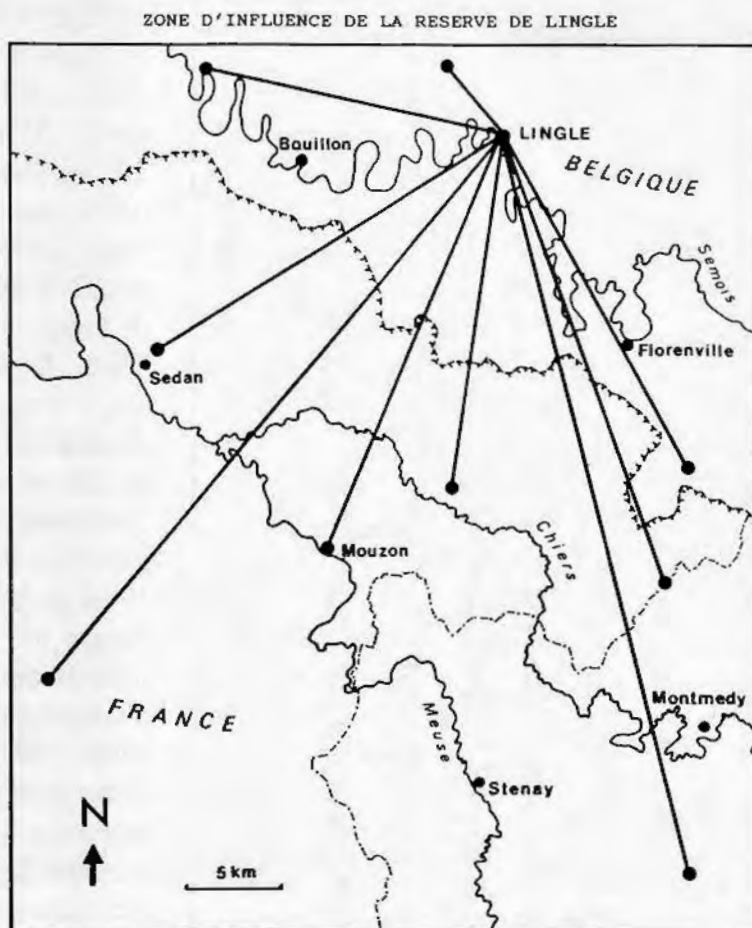 ZONE D'INFLUENCE DE LA RESERVE DE LINGLE
LINGLE
Bouillon
BELGIQUE
Semois
Florenville
Sedan
Chiers
Mouzon
FRANCE
Meuse
Montmedy
Stenay
N
5 km